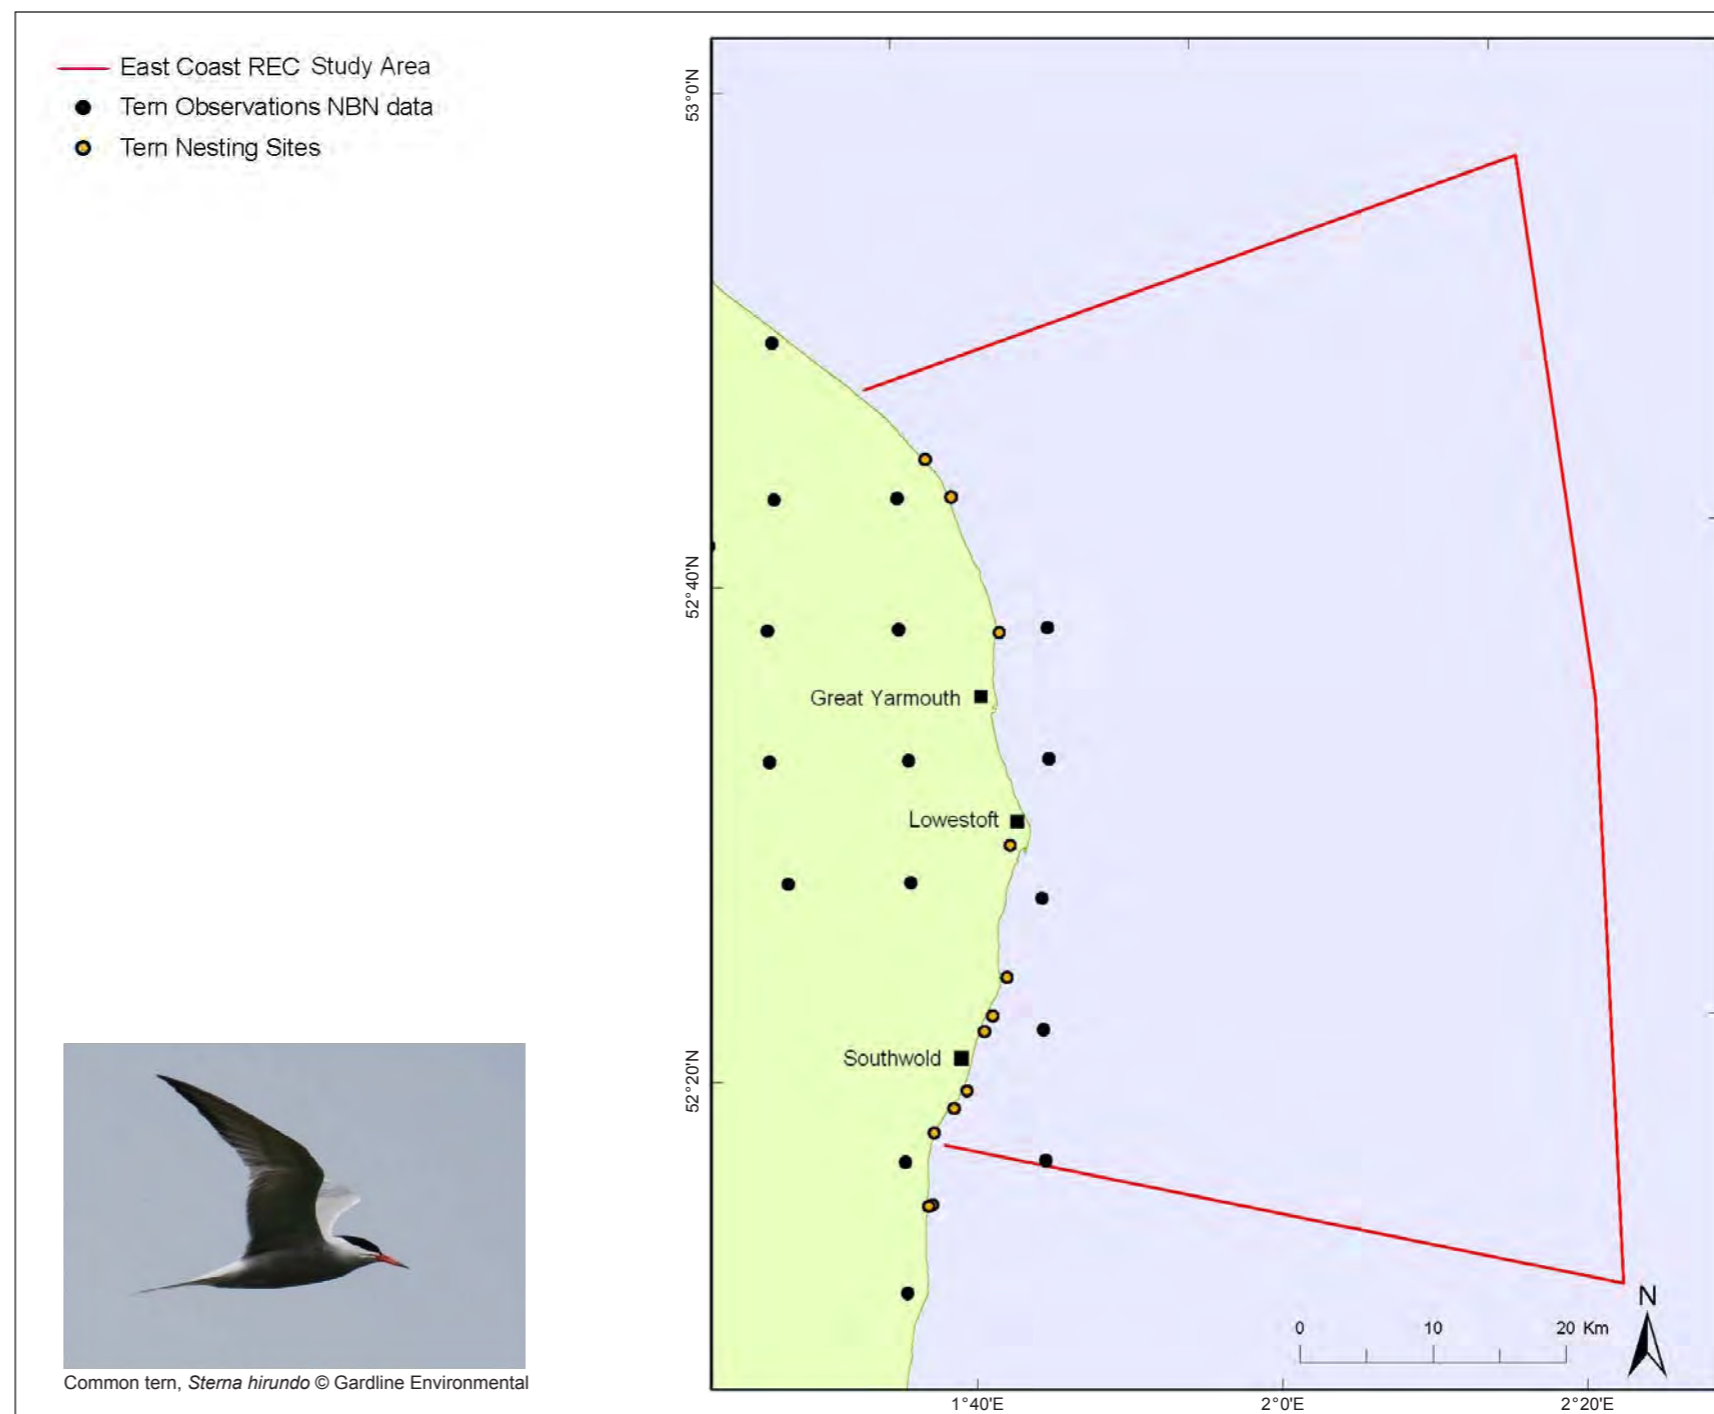 East Coast REC Study Area
Tern Observations NBN data
Tern Nesting Sites
53°0'N
52°40'N
Great Yarmouth
Lowestoft
Southwold
52°20'N
N
0 10 20 Km
1°40'E 2°0'E 2°20'E
Common tern, Sterna hirundo © Gardline Environmental